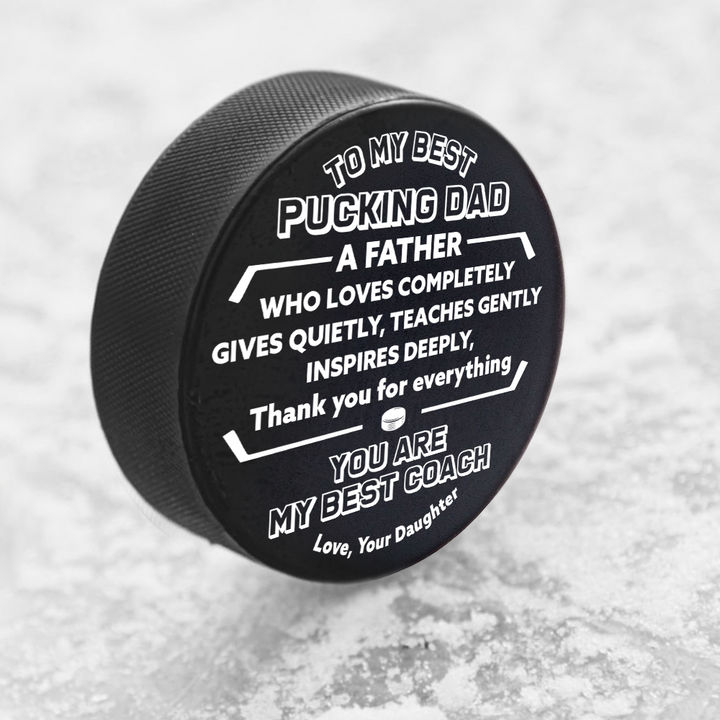 TO MY BEST
PUCKING DAD
A FATHER
WHO LOVES COMPLETELY
GIVES QUIETLY, TEACHES GENTLY
INSPIRES DEEPLY,
Thank you for everything
YOU ARE
MY BEST COACH
Love, Your Daughter